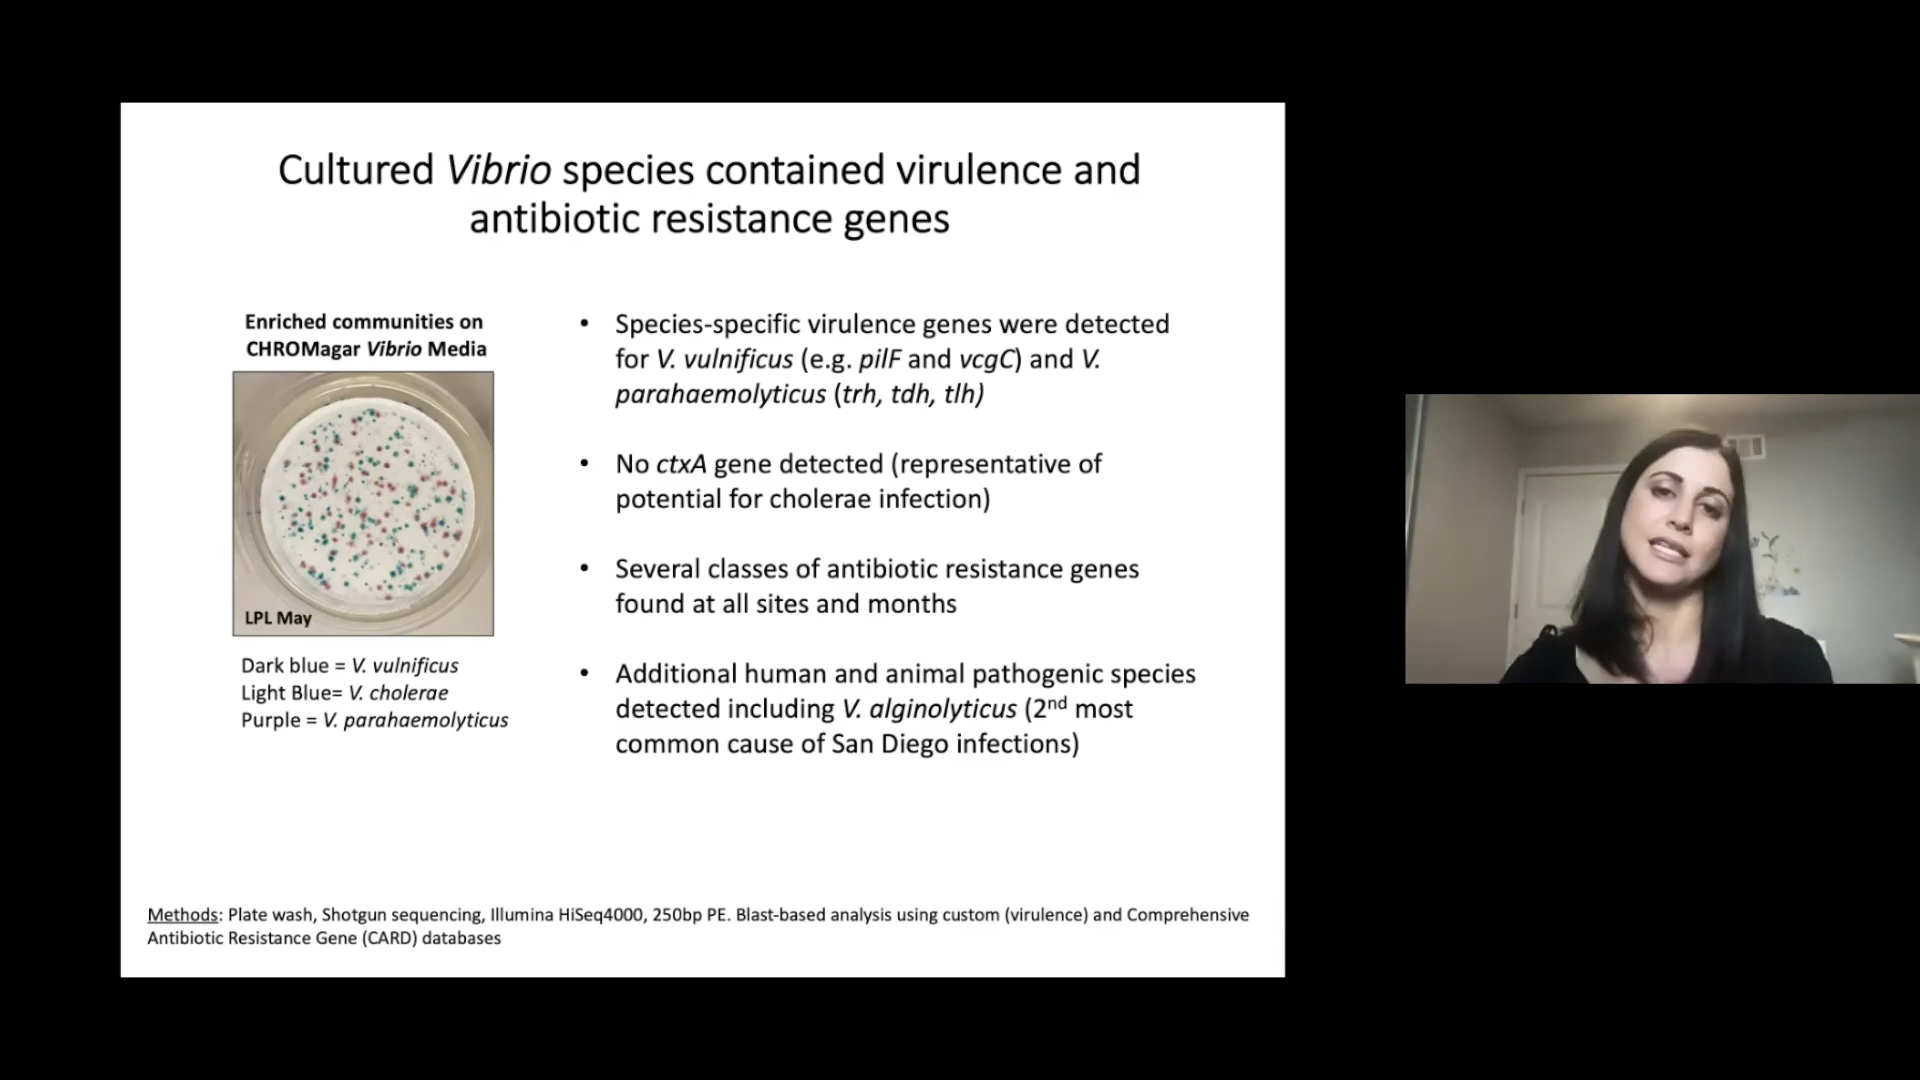 Cultured Vibrio species contained virulence and
antibiotic resistance genes
Enriched communities on
CHROMagar Vibrio Media
LPL May
Dark blue = V. vulnificus
Light Blue= V. cholerae
Purple = V. parahaemolyticus
• Species-specific virulence genes were detected
for V. vulnificus (e.g. pilF and vcgC) and V.
parahaemolyticus (trh, tdh, tlh)
• No ctxA gene detected (representative of
potential for cholerae infection)
• Several classes of antibiotic resistance genes
found at all sites and months
• Additional human and animal pathogenic species
detected including V. alginolyticus (2nd most
common cause of San Diego infections)
Methods: Plate wash, Shotgun sequencing, Illumina HiSeq4000, 250bp PE. Blast-based analysis using custom (virulence) and Comprehensive
Antibiotic Resistance Gene (CARD) databases